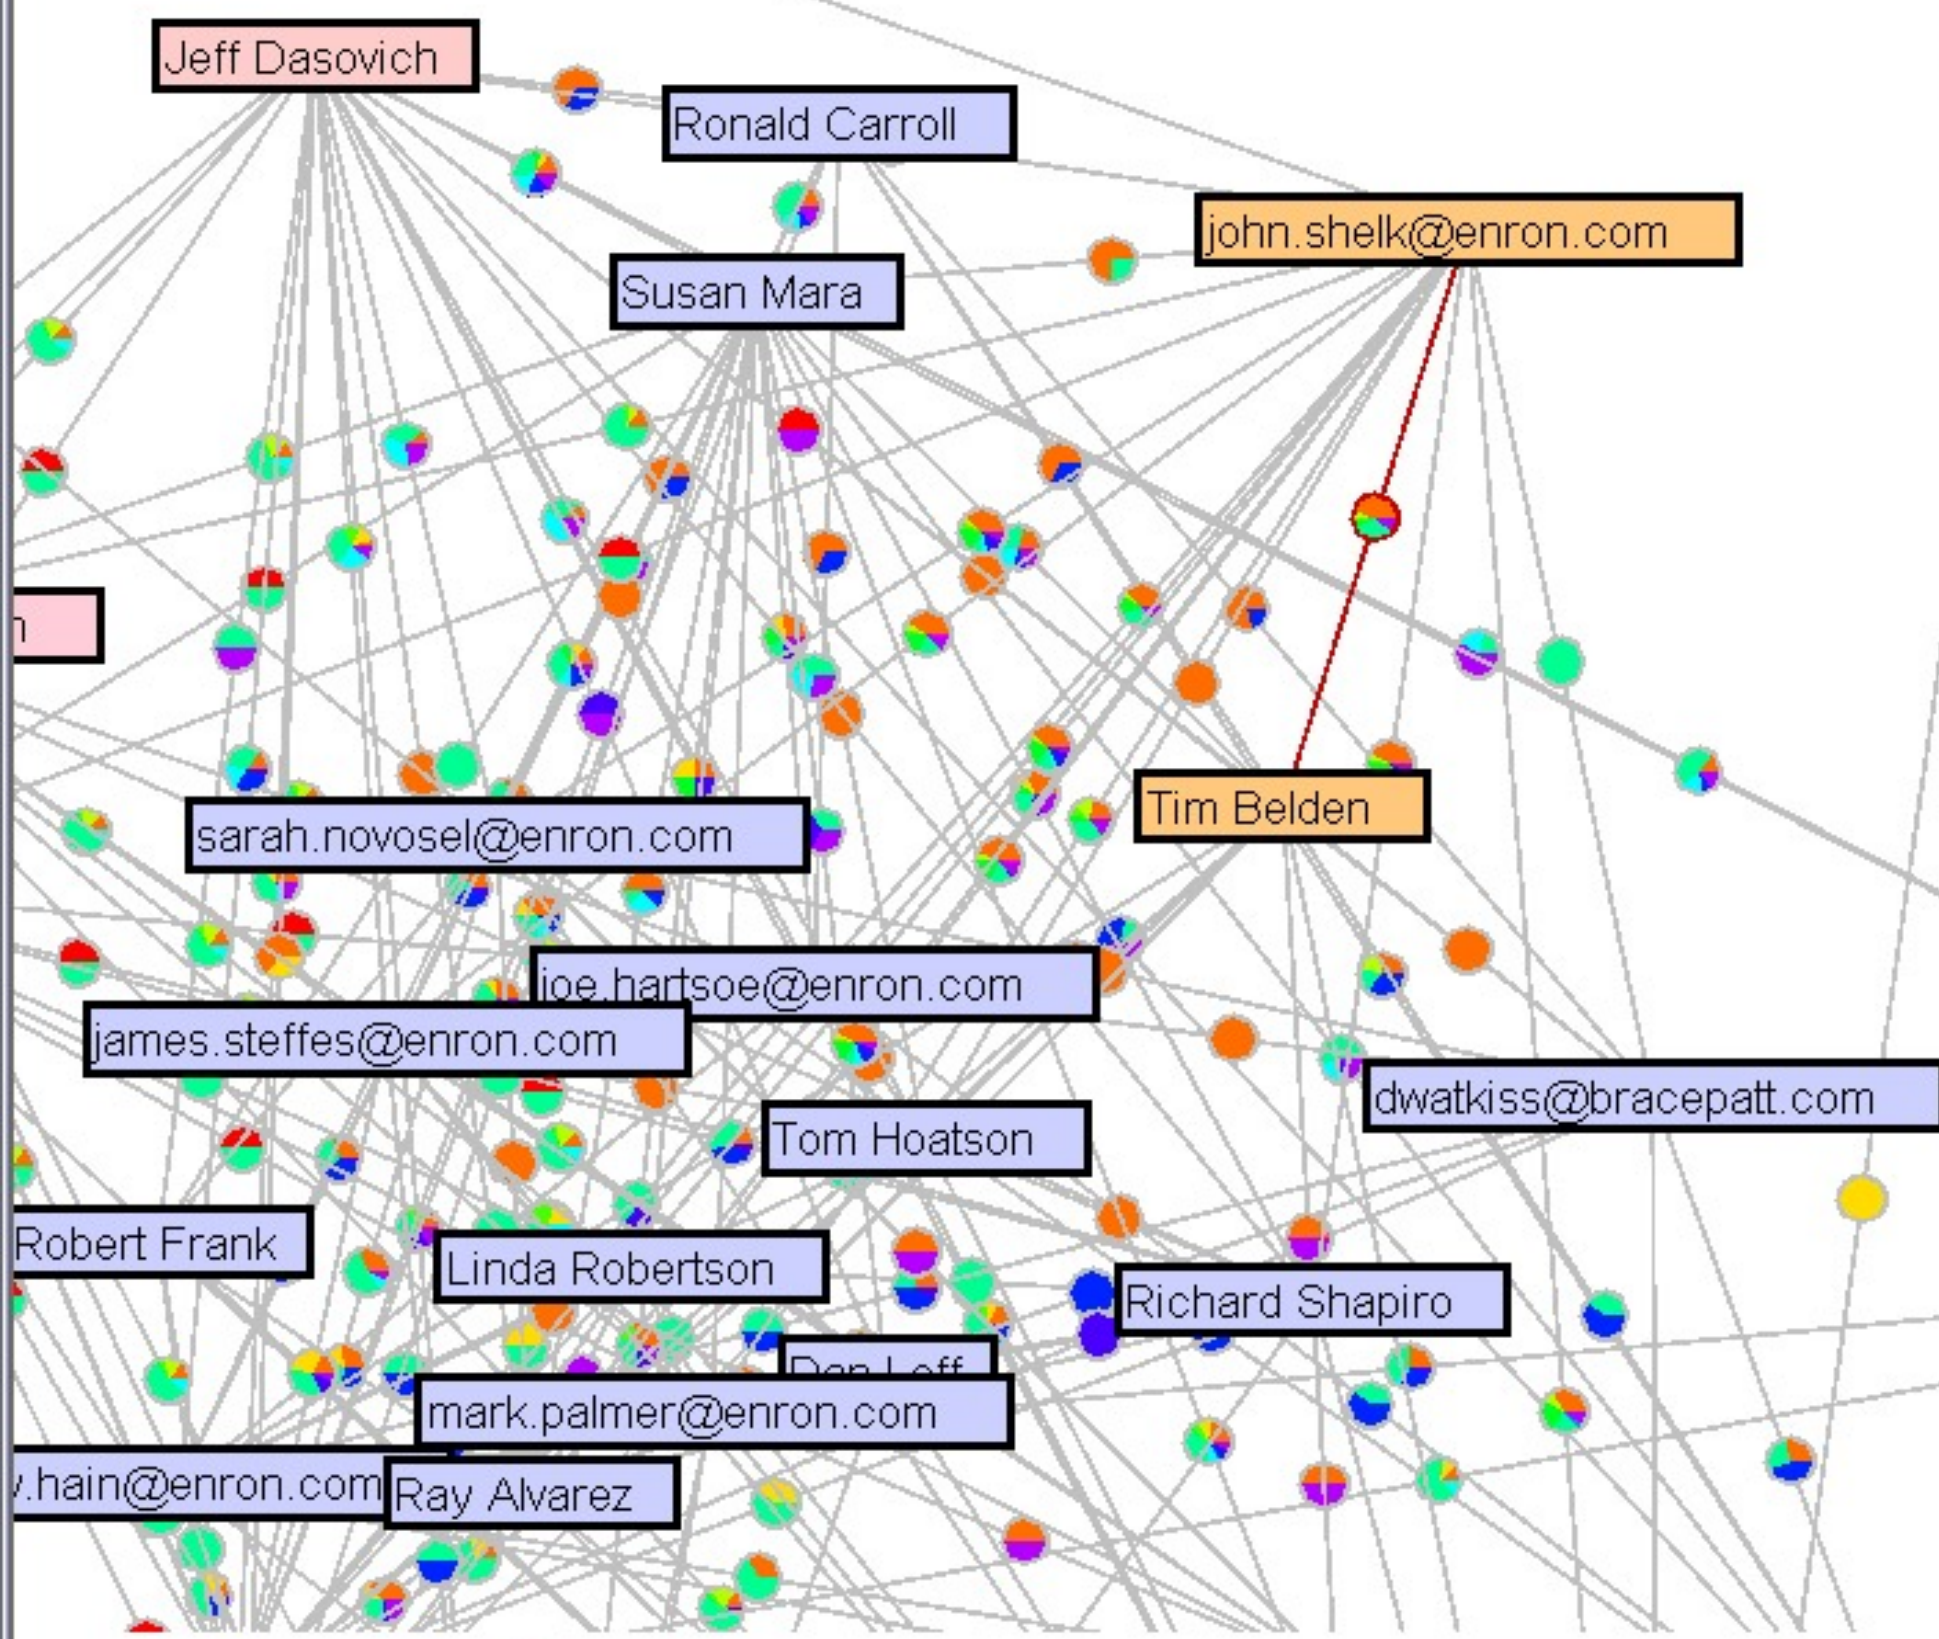 Jeff Dasovich
Ronald Carroll
john.shelk@enron.com
Susan Mara
n
Tim Belden
sarah.novosel@enron.com
joe.hartsoe@enron.com
james.steffes@enron.com
dwatkiss@bracepatt.com
Tom Hoatson
Robert Frank
Linda Robertson
Richard Shapiro
mark.palmer@enron.com
.hain@enron.com
Ray Alvarez